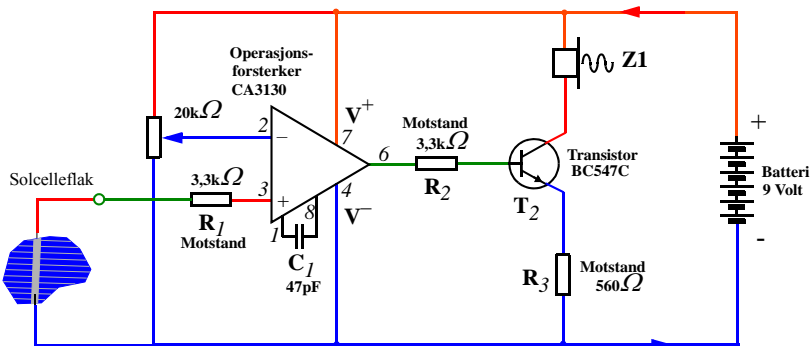 Operasjons-
forsterker
CA3130
Z1
20kΩ
2
−
V+
7
Motstand
3,3kΩ
6
R2
Transistor
BC547C
T2
+
Batteri
9 Volt
-
Solcelleflak
3,3kΩ
3
+
R1
Motstand
8
4
V−
1
C1
47pF
R3
Motstand
560Ω